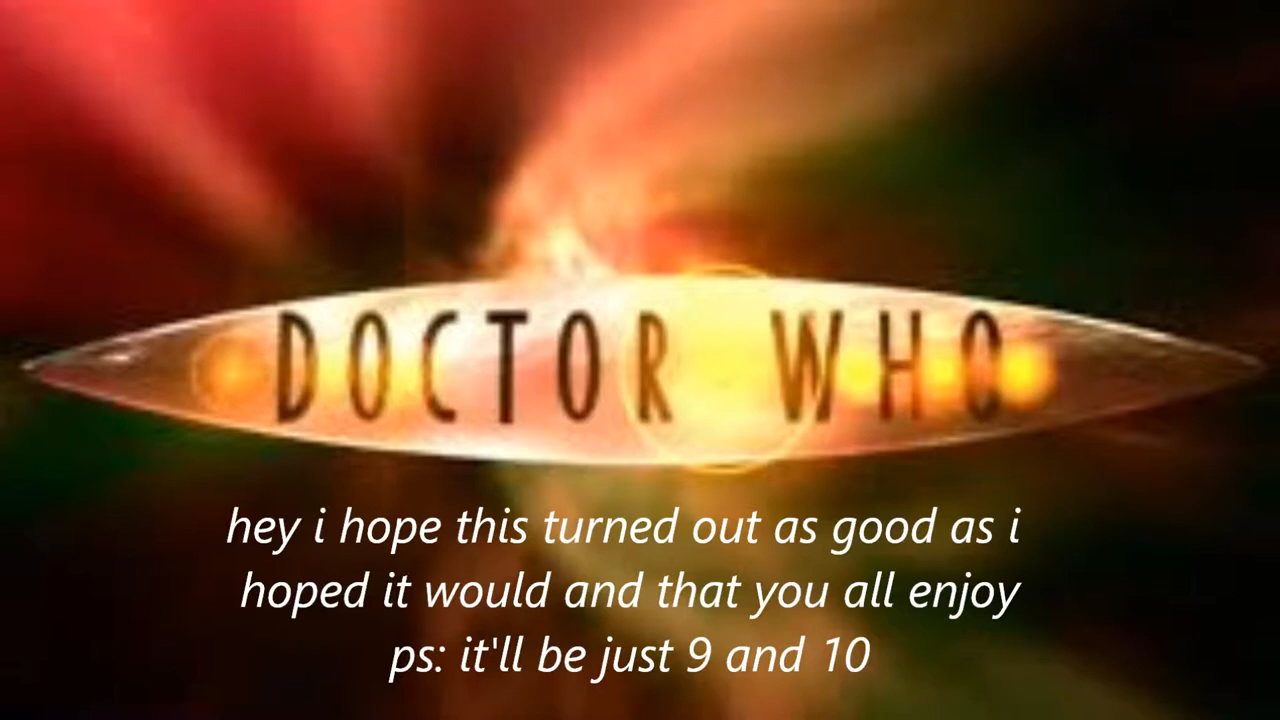 DOCTOR WHO
hey i hope this turned out as good as i
hoped it would and that you all enjoy
ps: it'll be just 9 and 10